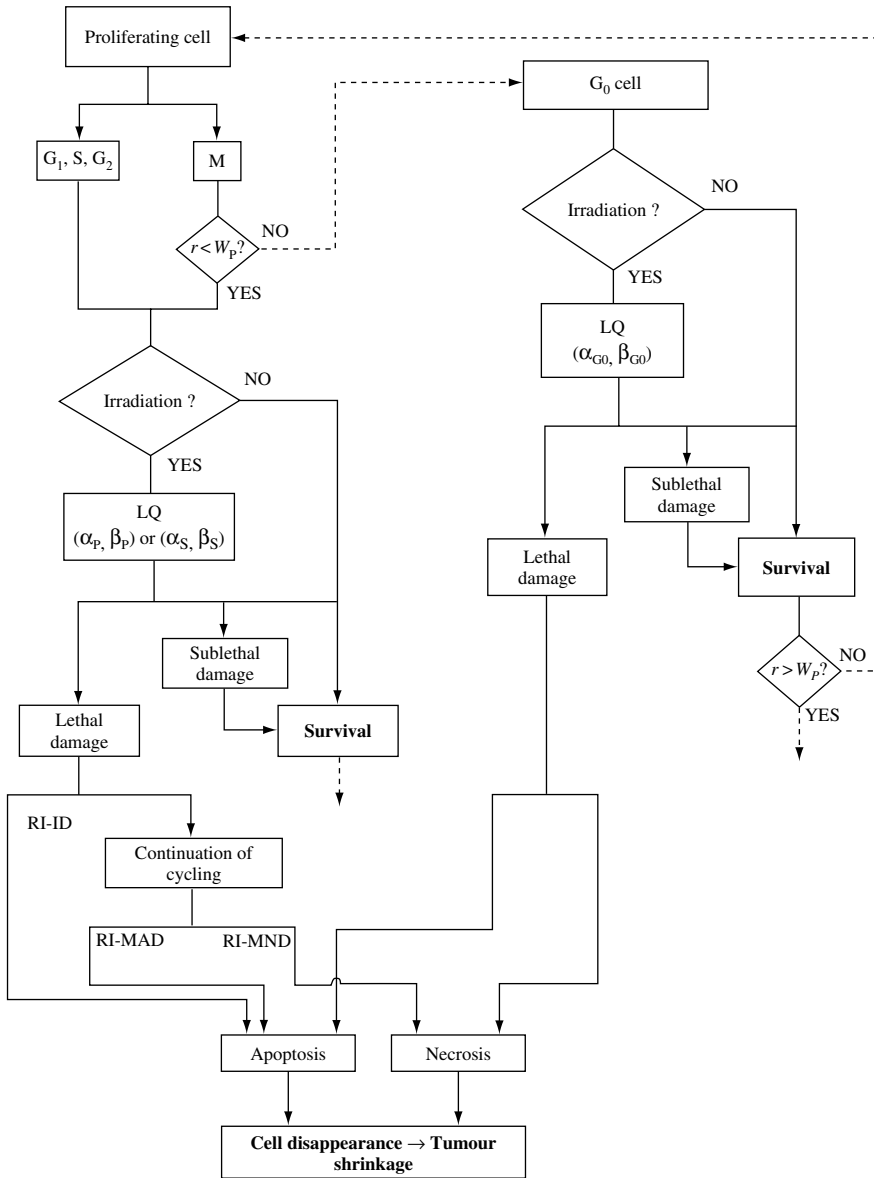 Proliferating cell
G₀ cell
G₁, S, G₂
M
NO
Irradiation ?
r < W_P?
NO
YES
YES
LQ
(α_G0, β_G0)
Irradiation ?
NO
YES
Sublethal
damage
LQ
(α_P, β_P) or (α_S, β_S)
Lethal
damage
Survival
Sublethal
damage
r > W_P?
NO
YES
Lethal
damage
Survival
RI-ID
Continuation of
cycling
RI-MAD
RI-MND
Apoptosis
Necrosis
Cell disappearance → Tumour
shrinkage